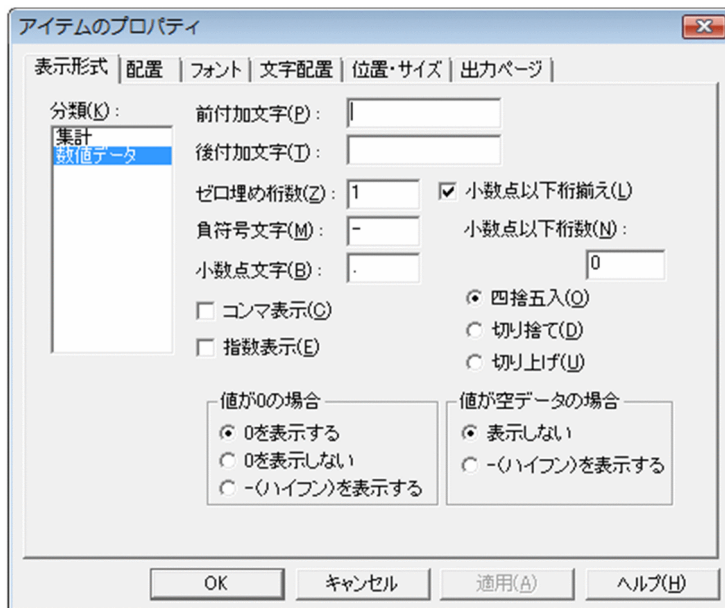 アイテムのプロパティ
表示形式 配置 フォント 文字配置 位置・サイズ 出力ページ
分類(K):
集計
数値データ
前付加文字(P):
後付加文字(T):
ゼロ埋め桁数(Z): 1
小数点以下桁揃え(L)
負符号文字(M): -
小数点以下桁数(N):
小数点文字(B): .
0
コンマ表示(C)
指数表示(E)
四捨五入(O)
切り捨て(D)
切り上げ(U)
値が0の場合
0を表示する
0を表示しない
-(ハイフン)を表示する
値が空データの場合
表示しない
-(ハイフン)を表示する
OK キャンセル 適用(A) ヘルプ(H)